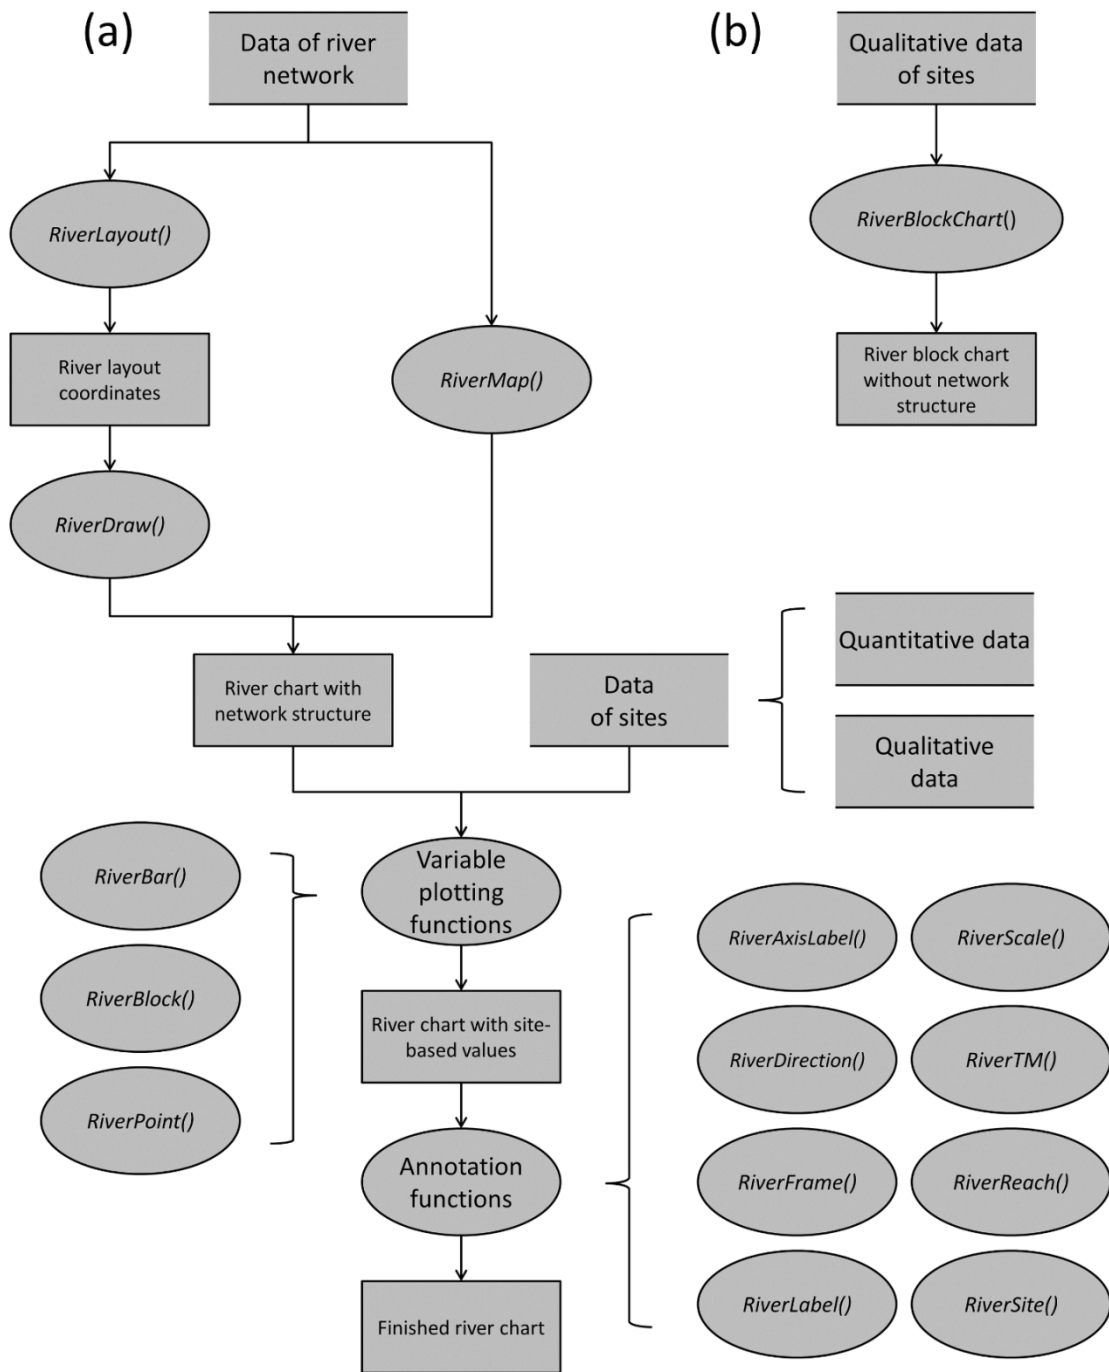 (a)
Data of river
network
(b)
Qualitative data
of sites
RiverLayout()
RiverBlockChart()
River layout
coordinates
RiverMap()
River block chart
without network
structure
RiverDraw()
Quantitative data
River chart with
network structure
Data
of sites
Qualitative
data
RiverBar()
RiverBlock()
RiverPoint()
Variable
plotting
functions
River chart with site-
based values
Annotation
functions
Finished river chart
RiverAxisLabel()
RiverScale()
RiverDirection()
RiverTM()
RiverFrame()
RiverReach()
RiverLabel()
RiverSite()